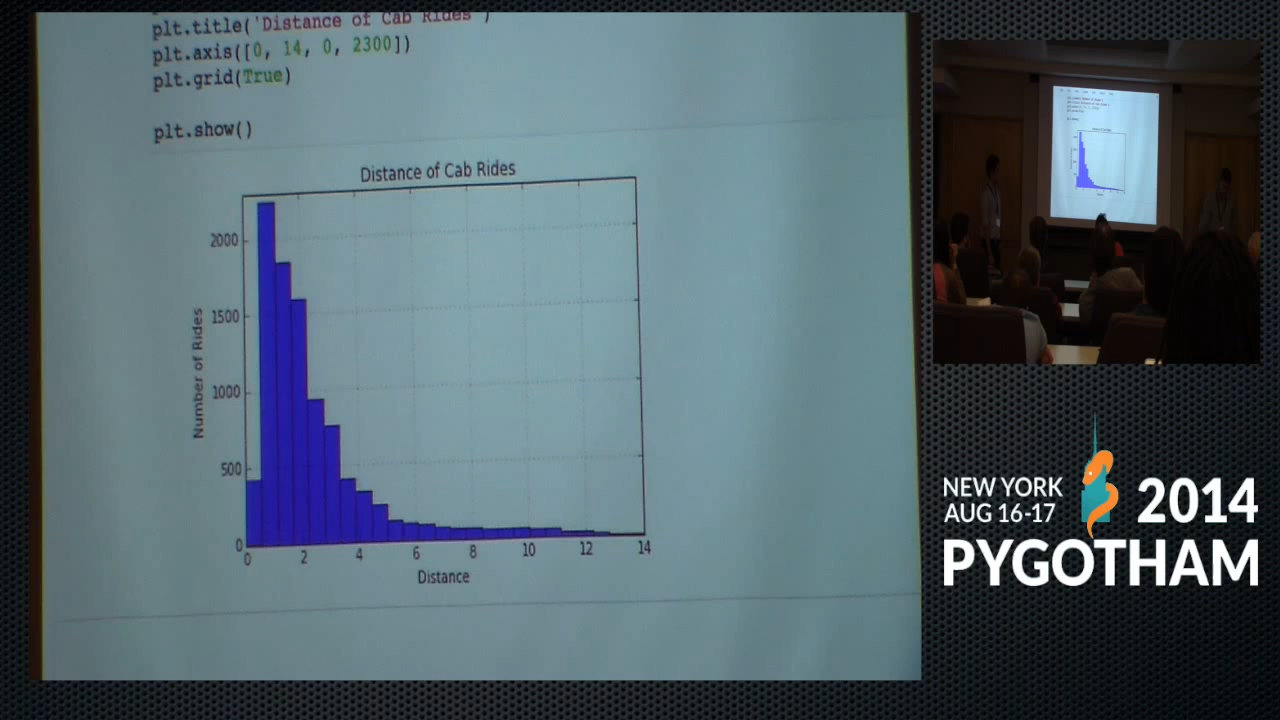 plt.title('Distance of Cab Rides')
plt.axis([0, 14, 0, 2300])
plt.grid(True)
plt.show()
Distance of Cab Rides
2000
1500
1000
500
0
Number of Rides
0 2 4 6 8 10 12 14
Distance
NEW YORK
AUG 16-17
2014
PYGOTHAM